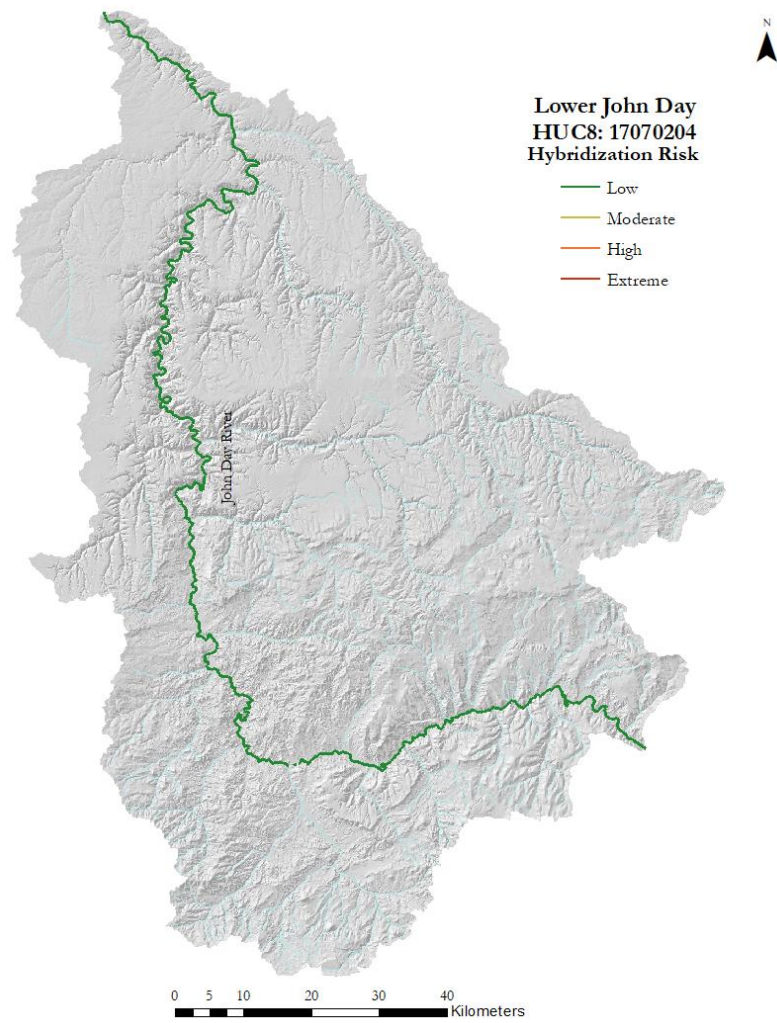 N
Lower John Day
HUC8: 17070204
Hybridization Risk
Low
Moderate
High
Extreme
John Day River
0 5 10 20 30 40
Kilometers